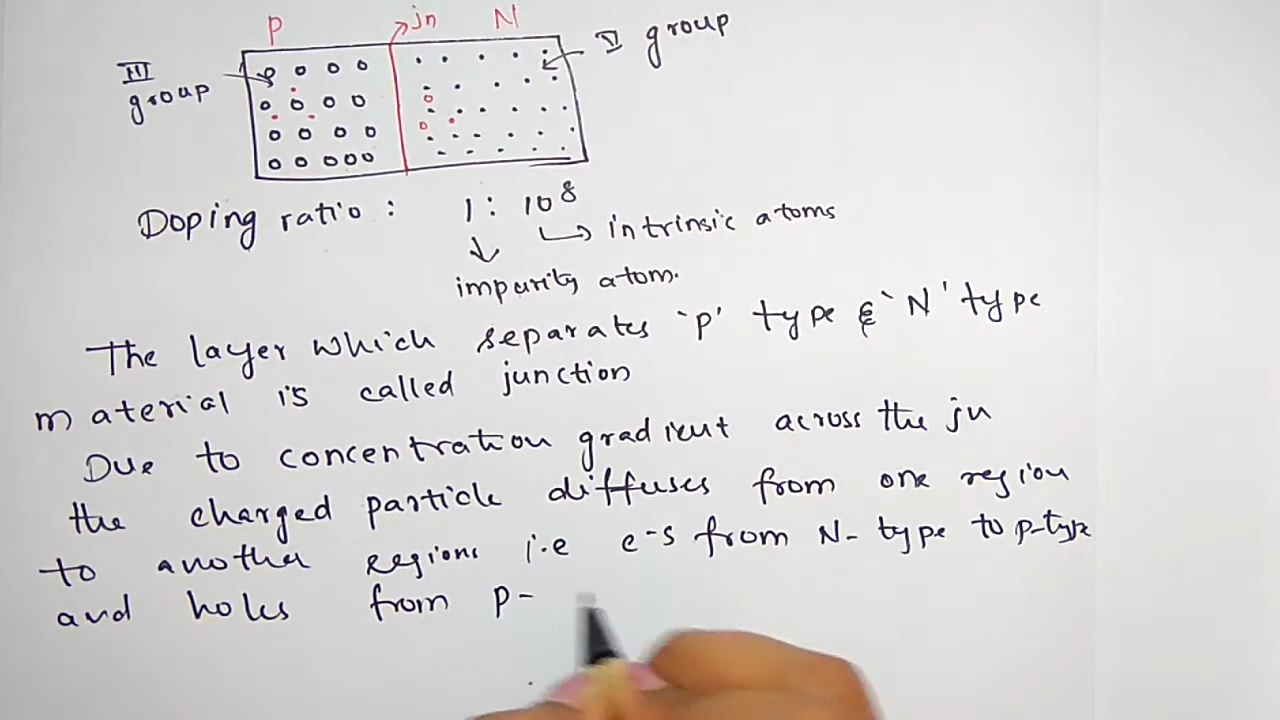 P jn N
III group
V group
Doping ratio : 1 : 10⁸
intrinsic atoms
impurity atom.
The layer which separates 'p' type & 'N' type
material is called junction
Due to concentration gradient across the jn
the charged particle diffuses from one region
to another regions i.e e-s from N-type to p-type
and holes from p-